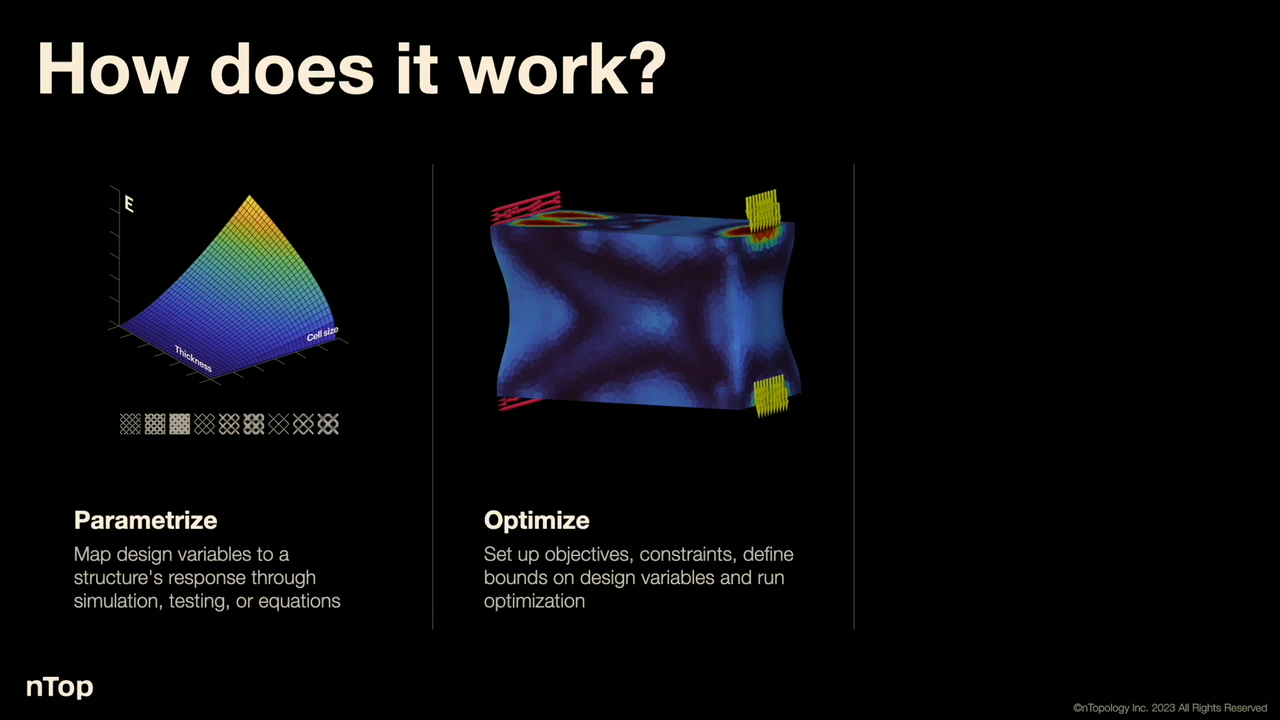 How does it work?
E
Thickness
Cell size
Parametrize
Map design variables to a
structure's response through
simulation, testing, or equations
Optimize
Set up objectives, constraints, define
bounds on design variables and run
optimization
nTop
©nTopology Inc. 2023 All Rights Reserved